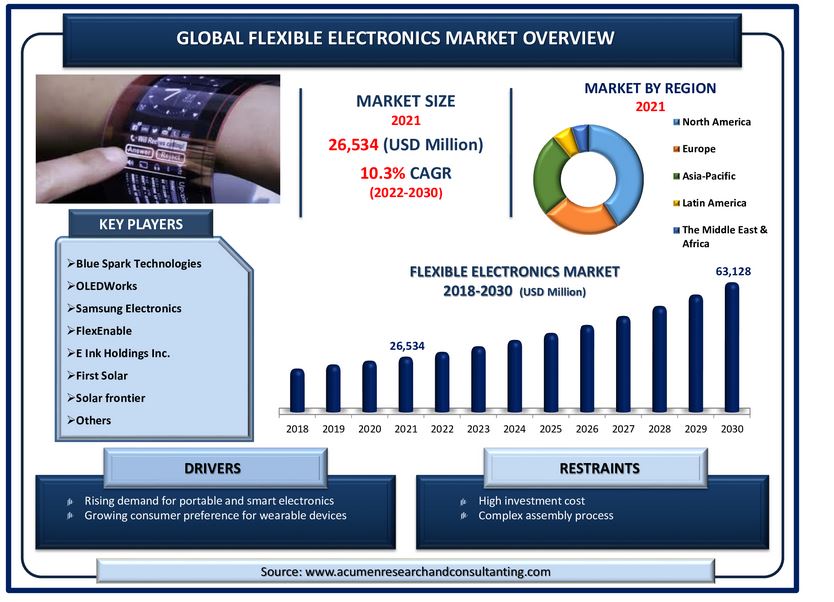 GLOBAL FLEXIBLE ELECTRONICS MARKET OVERVIEW
Answer
Reject
MARKET SIZE
2021
26,534 (USD Million)
10.3% CAGR
(2022-2030)
MARKET BY REGION
2021
North America
Europe
Asia-Pacific
Latin America
The Middle East &
Africa
KEY PLAYERS
➢Blue Spark Technologies
➢OLEDWorks
➢Samsung Electronics
➢FlexEnable
➢E Ink Holdings Inc.
➢First Solar
➢Solar frontier
➢Others
FLEXIBLE ELECTRONICS MARKET
2018-2030 (USD Million)
63,128
26,534
2018 2019 2020 2021 2022 2023 2024 2025 2026 2027 2028 2029 2030
DRIVERS
Rising demand for portable and smart electronics
Growing consumer preference for wearable devices
RESTRAINTS
High investment cost
Complex assembly process
Source: www.acumenresearchandconsultanting.com